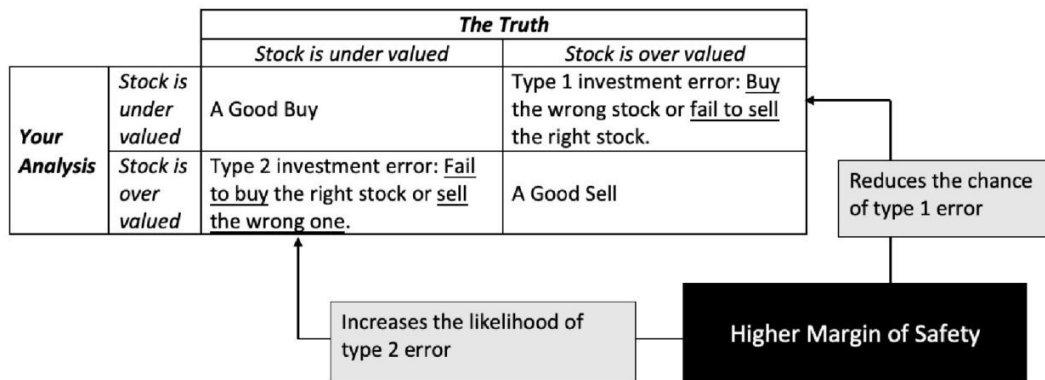 The Truth
Stock is under valued
Stock is over valued
Your
Analysis
Stock is
under
valued
A Good Buy
Type 1 investment error: Buy
the wrong stock or fail to sell
the right stock.
Stock is
over
valued
Type 2 investment error: Fail
to buy the right stock or sell
the wrong one.
A Good Sell
Reduces the chance
of type 1 error
Increases the likelihood of
type 2 error
Higher Margin of Safety